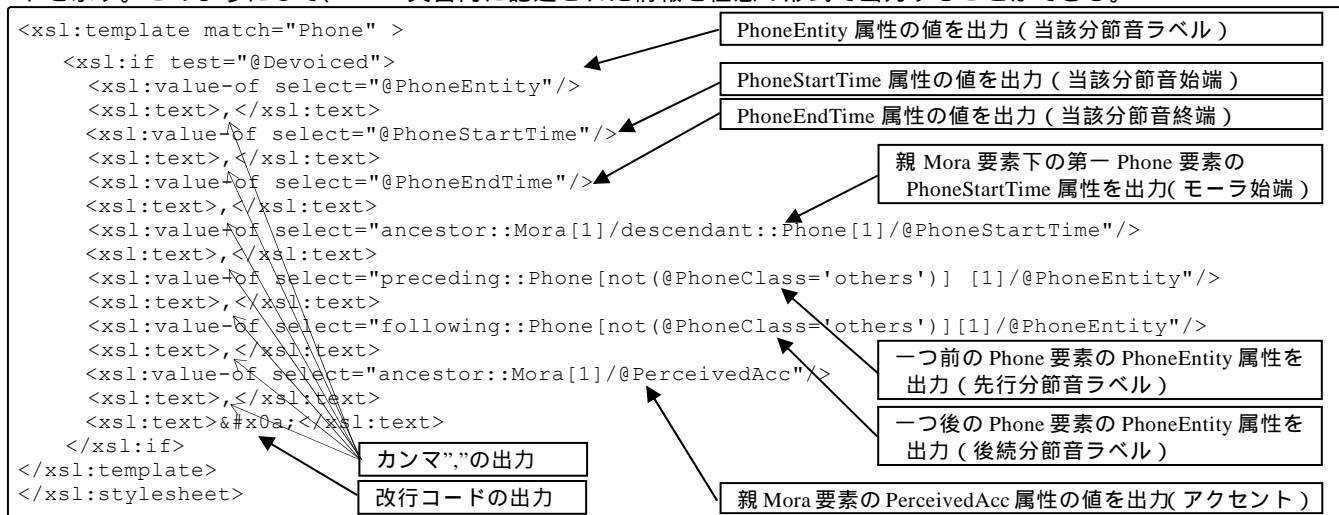 <xsl:template match="Phone" >
<xsl:if test="@Devoiced">
<xsl:value-of select="@PhoneEntity"/>
<xsl:text>,</xsl:text>
<xsl:value-of select="@PhoneStartTime"/>
<xsl:text>,</xsl:text>
<xsl:value-of select="@PhoneEndTime"/>
<xsl:text>,</xsl:text>
<xsl:value-of select="ancestor::Mora[1]/descendant::Phone[1]/@PhoneStartTime"/>
<xsl:text>,</xsl:text>
<xsl:value-of select="preceding::Phone[not(@PhoneClass='others')] [1]/@PhoneEntity"/>
<xsl:text>,</xsl:text>
<xsl:value-of select="following::Phone[not(@PhoneClass='others')][1]/@PhoneEntity"/>
<xsl:text>,</xsl:text>
<xsl:value-of select="ancestor::Mora[1]/@PerceivedAcc"/>
<xsl:text>,</xsl:text>
<xsl:text>&#x0a;</xsl:text>
</xsl:if>
</xsl:template>
</xsl:stylesheet>
PhoneEntity 属性の値を出力(当該分節音ラベル)
PhoneStartTime 属性の値を出力(当該分節音始端)
PhoneEndTime 属性の値を出力(当該分節音終端)
親 Mora 要素下の第一 Phone 要素の
PhoneStartTime 属性を出力(モーラ始端)
一つ前の Phone 要素の PhoneEntity 属性を
出力(先行分節音ラベル)
一つ後の Phone 要素の PhoneEntity 属性を
出力(後続分節音ラベル)
カンマ”,”の出力
改行コードの出力
親 Mora 要素の PerceivedAcc 属性の値を出力(アクセント)